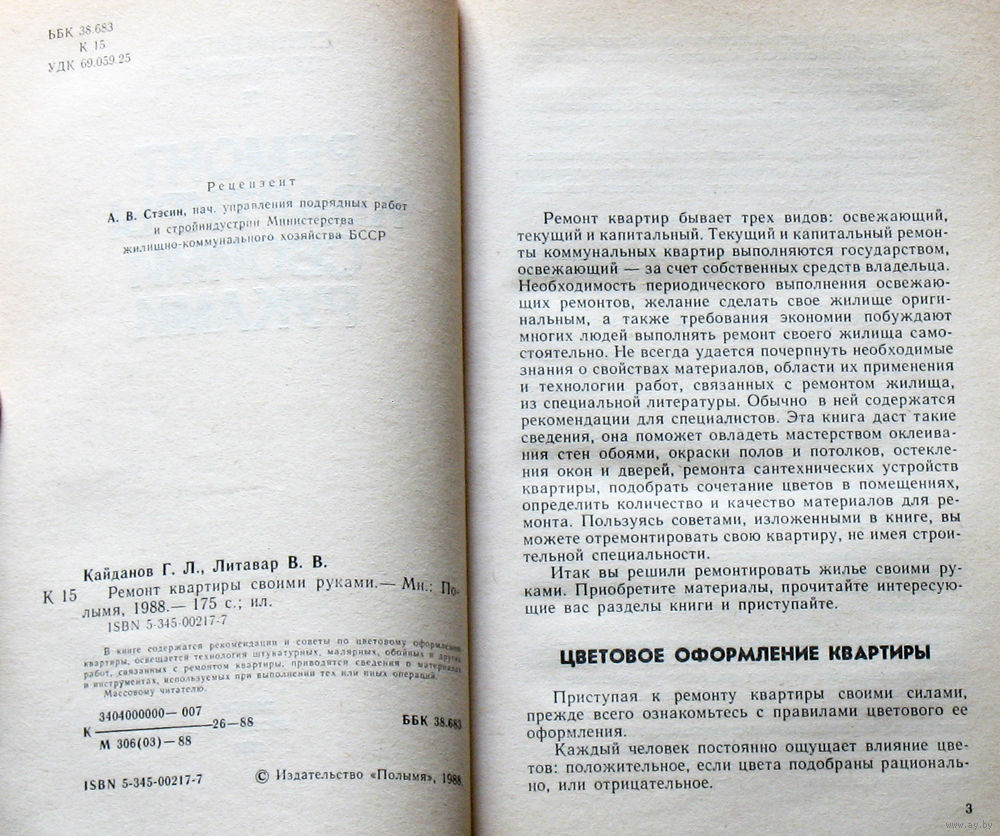 ББК 38.683
К 15
УДК 69.059.25
Рецензент
А. В. Стэсин, нач. управления подрядных работ
и стройиндустрии Министерства
жилищно-коммунального хозяйства БССР
Кайданов Г. Л., Литавар В. В.
К 15 Ремонт квартиры своими руками.— Мн.: По-
лымя, 1988.— 175 с.; ил.
ISBN 5-345-00217-7
В книге содержатся рекомендации и советы по цветовому оформлению
квартиры, освещается технология штукатурных, малярных, обойных и других
работ, связанных с ремонтом квартиры, приводятся сведения о материалах
и инструментах, используемых при выполнении тех или иных операций.
Массовому читателю.
3404000000—007
К 26—88 ББК 38.683
М 306(03)—88
ISBN 5-345-00217-7 © Издательство «Полымя», 1988.
Ремонт квартир бывает трех видов: освежающий,
текущий и капитальный. Текущий и капитальный ремон-
ты коммунальных квартир выполняются государством,
освежающий — за счет собственных средств владельца.
Необходимость периодического выполнения освежаю-
щих ремонтов, желание сделать свое жилище ориги-
нальным, а также требования экономии побуждают
многих людей выполнять ремонт своего жилища само-
стоятельно. Не всегда удается почерпнуть необходимые
знания о свойствах материалов, области их применения
и технологии работ, связанных с ремонтом жилища,
из специальной литературы. Обычно в ней содержатся
рекомендации для специалистов. Эта книга даст такие
сведения, она поможет овладеть мастерством оклеива-
ния стен обоями, окраски полов и потолков, остекле-
ния окон и дверей, ремонта сантехнических устройств
квартиры, подобрать сочетание цветов в помещениях,
определить количество и качество материалов для ре-
монта. Пользуясь советами, изложенными в книге, вы
можете отремонтировать свою квартиру, не имея строи-
тельной специальности.
Итак вы решили ремонтировать жилье своими ру-
ками. Приобретите материалы, прочитайте интересую-
щие вас разделы книги и приступайте.
ЦВЕТОВОЕ ОФОРМЛЕНИЕ КВАРТИРЫ
Приступая к ремонту квартиры своими силами,
прежде всего ознакомьтесь с правилами цветового ее
оформления.
Каждый человек постоянно ощущает влияние цве-
тов: положительное, если цвета подобраны рациональ-
но, или отрицательное.
3
www.ay.by